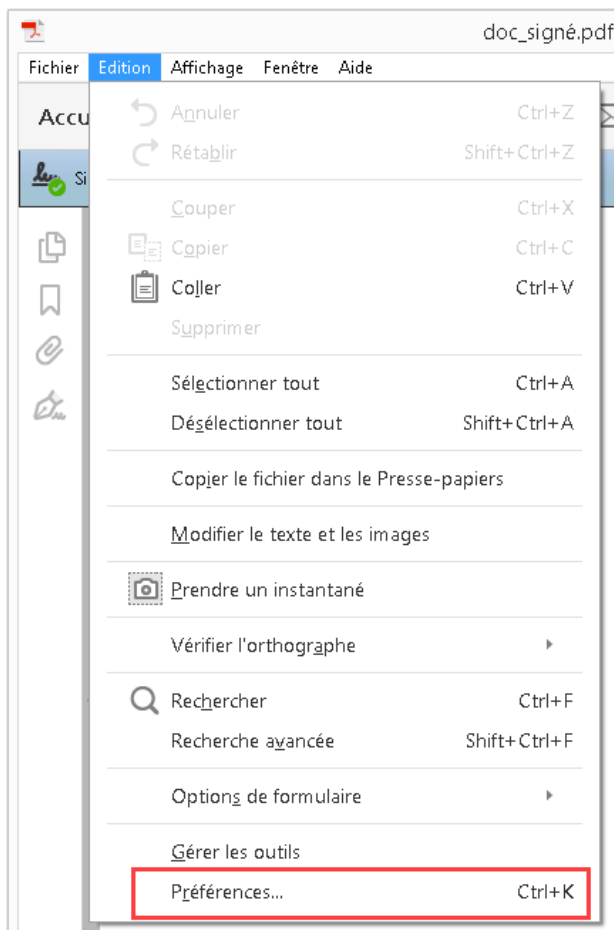 doc_signé.pdf
Fichier Edition Affichage Fenêtre Aide
Accu
Annuler Ctrl+Z
Rétablir Shift+Ctrl+Z
Si
Couper Ctrl+X
Copier Ctrl+C
Coller Ctrl+V
Supprimer
Sélectionner tout Ctrl+A
Désélectionner tout Shift+Ctrl+A
Copier le fichier dans le Presse-papiers
Modifier le texte et les images
Prendre un instantané
Vérifier l'orthographe
Rechercher Ctrl+F
Recherche avancée Shift+Ctrl+F
Options de formulaire
Gérer les outils
Préférences... Ctrl+K